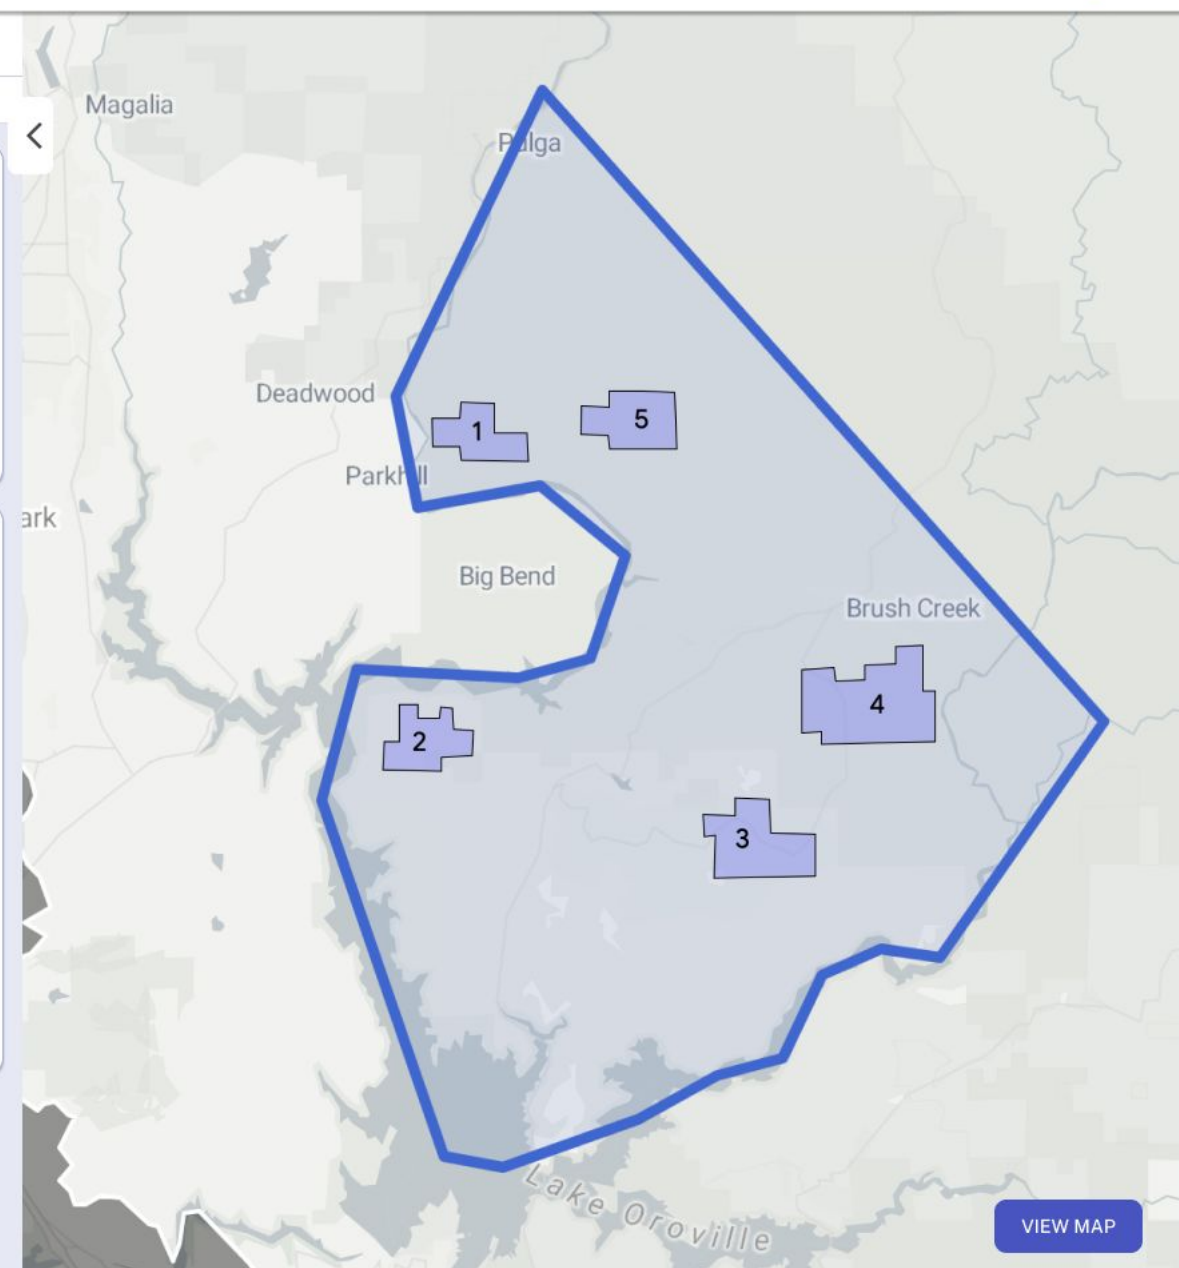 Magalia
Pulga
Deadwood
1
5
Parkhill
ark
Big Bend
Brush Creek
4
2
3
Lake Oroville
VIEW MAP